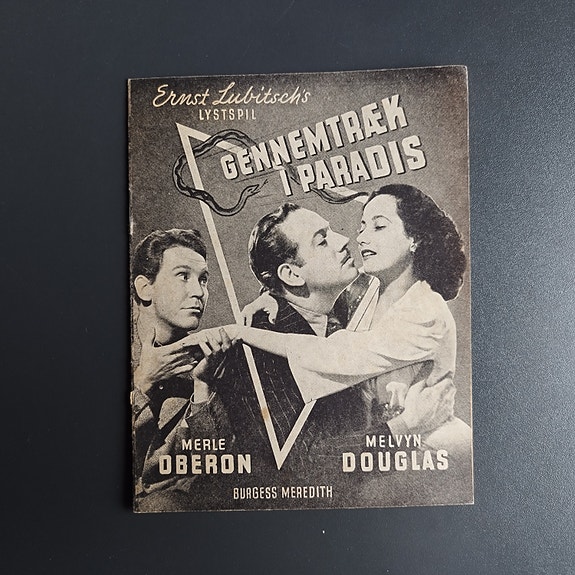 Ernst Lubitsch's
LYSTSPIL
GENNEMTRÆK
I PARADIS
MERLE
OBERON
MELVYN
DOUGLAS
BURGESS MEREDITH